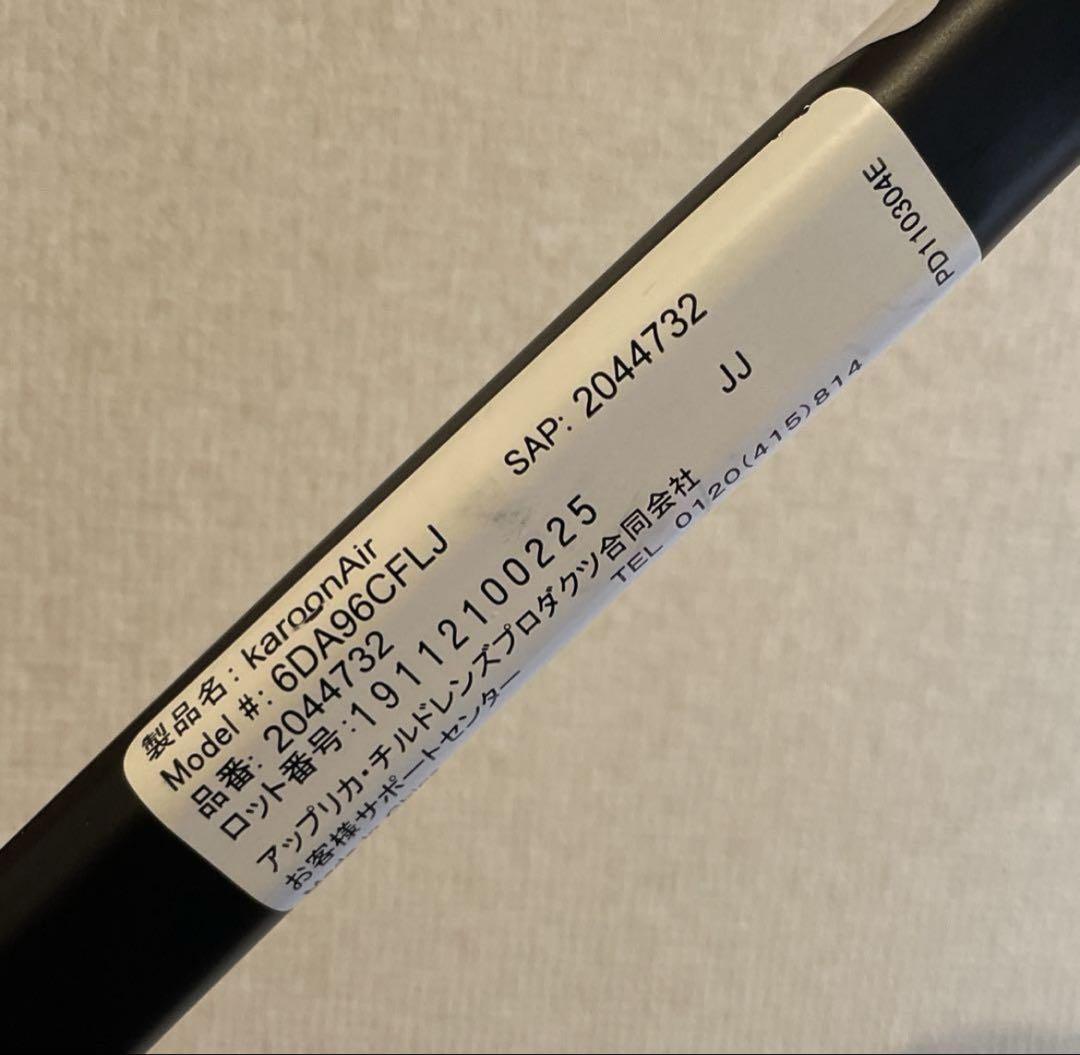 製品名: karoonAir
Model #: 6DA96CFLJ
SAP: 2044732
品番: 2044732
ロット番号:19112100225
JJ
アップリカ・チルドレンズプロダクツ合同会社
お客様サポートセンター TEL 0120(415)814
PD110304E